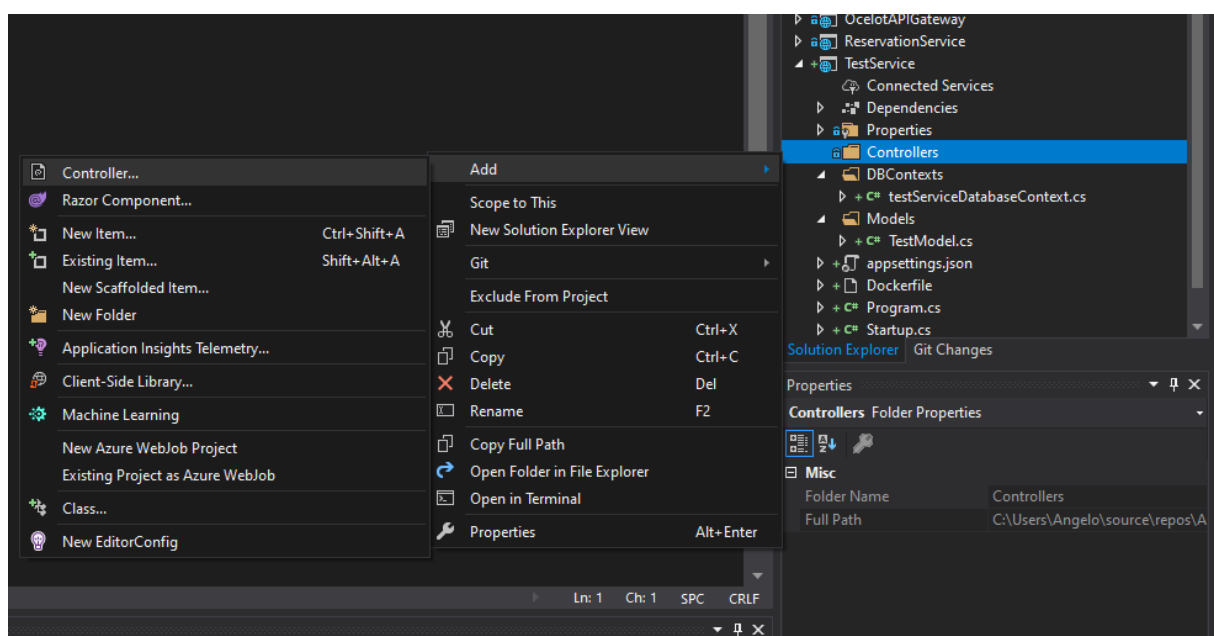 Controller...
Razor Component...
New Item... Ctrl+Shift+A
Existing Item... Shift+Alt+A
New Scaffolded Item...
New Folder
Application Insights Telemetry...
Client-Side Library...
Machine Learning
New Azure WebJob Project
Existing Project as Azure WebJob
Class...
New EditorConfig
Add
Scope to This
New Solution Explorer View
Git
Exclude From Project
Cut Ctrl+X
Copy Ctrl+C
Delete Del
Rename F2
Copy Full Path
Open Folder in File Explorer
Open in Terminal
Properties Alt+Enter
Ln: 1 Ch: 1 SPC CRLF
OcelotAPIGateway
ReservationService
TestService
Connected Services
Dependencies
Properties
Controllers
DBContexts
C# testServiceDatabaseContext.cs
Models
C# TestModel.cs
appsettings.json
Dockerfile
C# Program.cs
C# Startup.cs
Solution Explorer Git Changes
Properties
Controllers Folder Properties
Misc
Folder Name Controllers
Full Path C:\Users\Angelo\source\repos\A